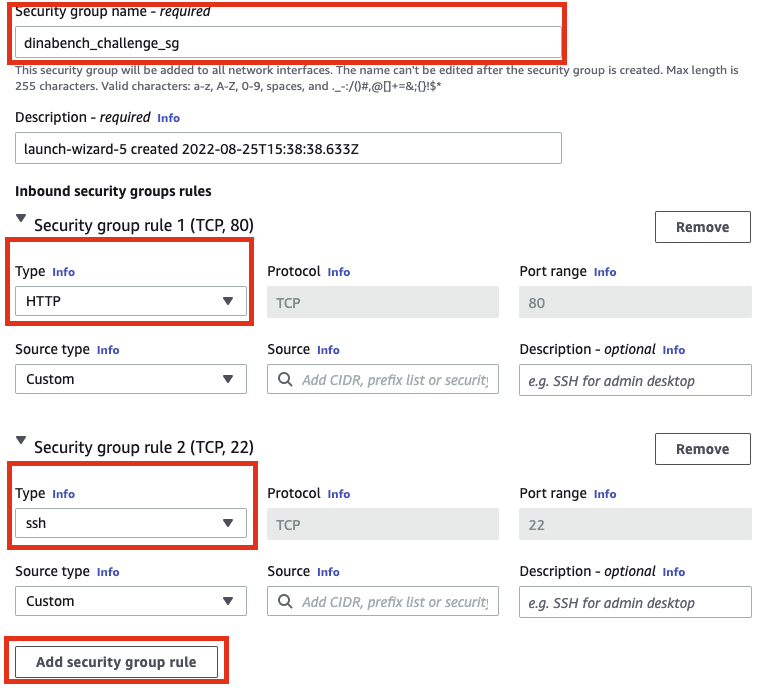 Security group name - required
dinabench_challenge_sg
This security group will be added to all network interfaces. The name can't be edited after the security group is created. Max length is
255 characters. Valid characters: a-z, A-Z, 0-9, spaces, and ._-:/()#,@[]+=&;{}!$*
Description - required Info
launch-wizard-5 created 2022-08-25T15:38:38.633Z
Inbound security groups rules
Security group rule 1 (TCP, 80)
Remove
Type Info
Protocol Info
Port range Info
HTTP
TCP
80
Source type Info
Source Info
Description - optional Info
Custom
Add CIDR, prefix list or security
e.g. SSH for admin desktop
Security group rule 2 (TCP, 22)
Remove
Type Info
Protocol Info
Port range Info
ssh
TCP
22
Source type Info
Source Info
Description - optional Info
Custom
Add CIDR, prefix list or security
e.g. SSH for admin desktop
Add security group rule